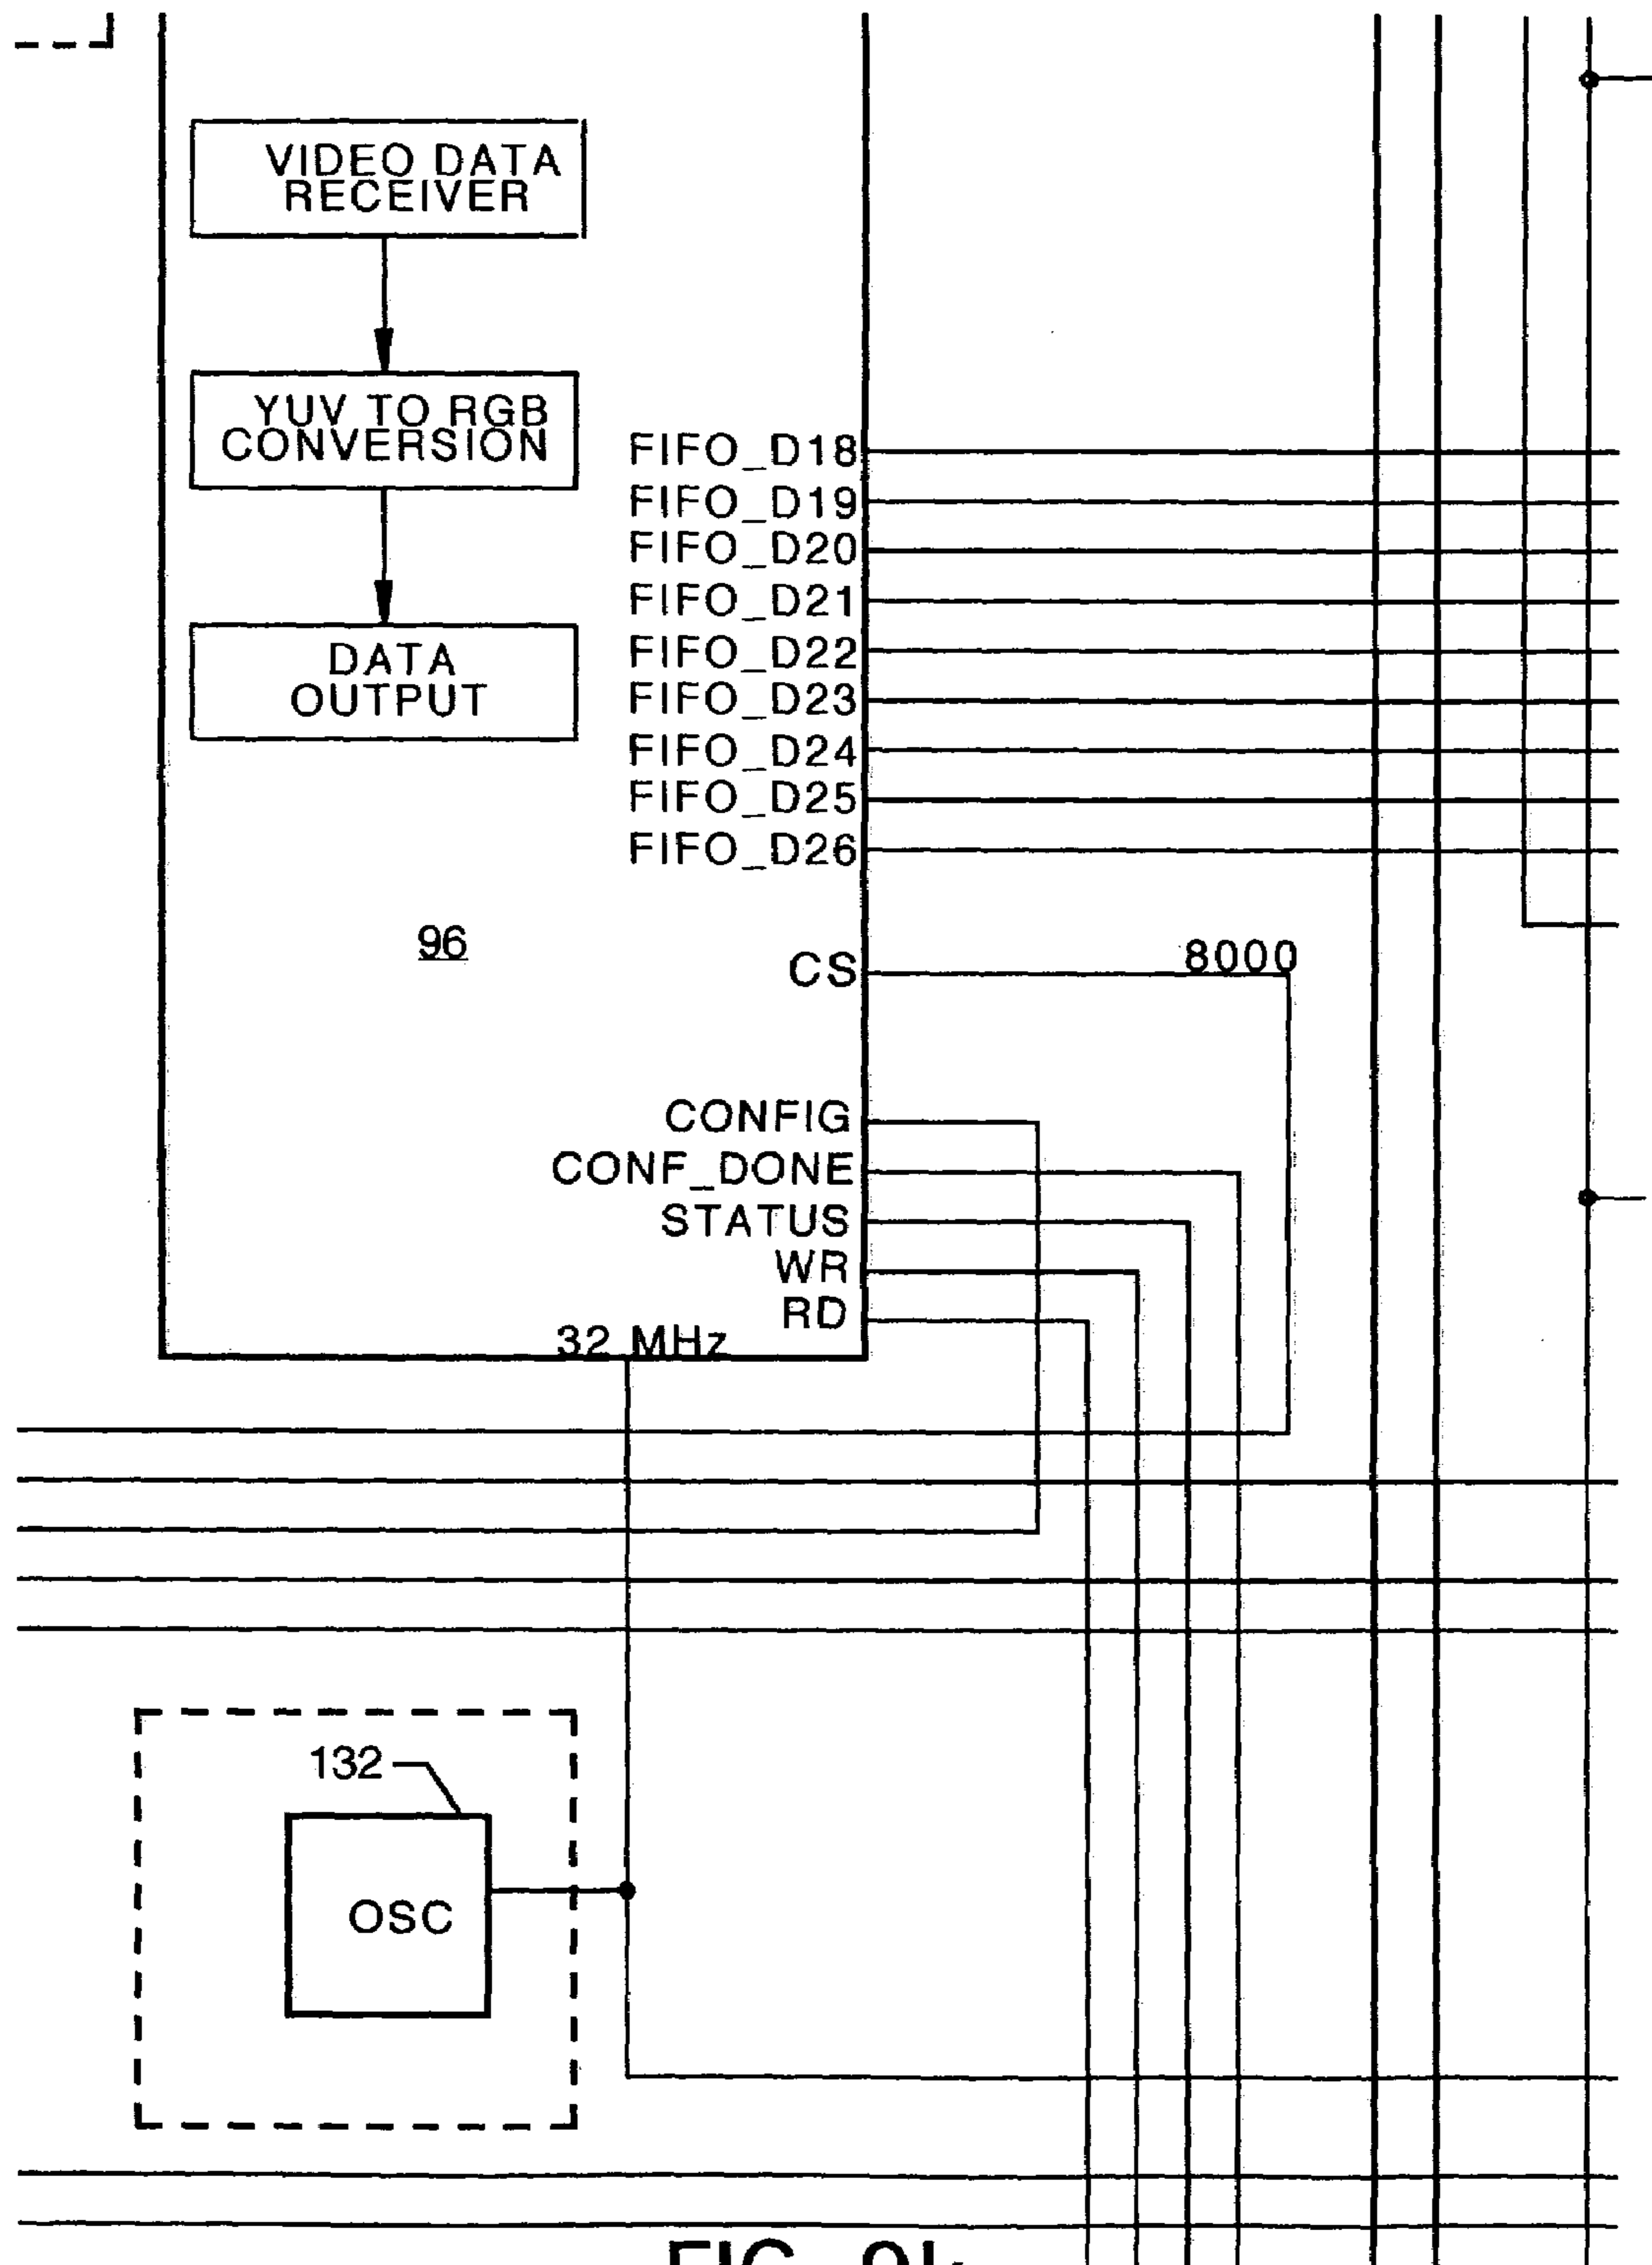 VIDEO DATA
RECEIVER
YUV TO RGB
CONVERSION
DATA
OUTPUT
FIFO_D18
FIFO_D19
FIFO_D20
FIFO_D21
FIFO_D22
FIFO_D23
FIFO_D24
FIFO_D25
FIFO_D26
96
CS
8000
CONFIG
CONF_DONE
STATUS
WR
RD
32 MHz
132
OSC
FIG.